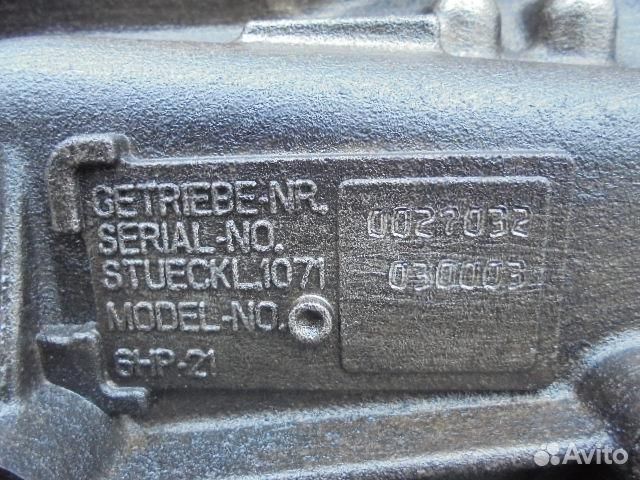 GETRIEBE-NR.
SERIAL-NO. 0027032
STUECKL.1071 030003
MODEL-NO.
6HP-21
Avito